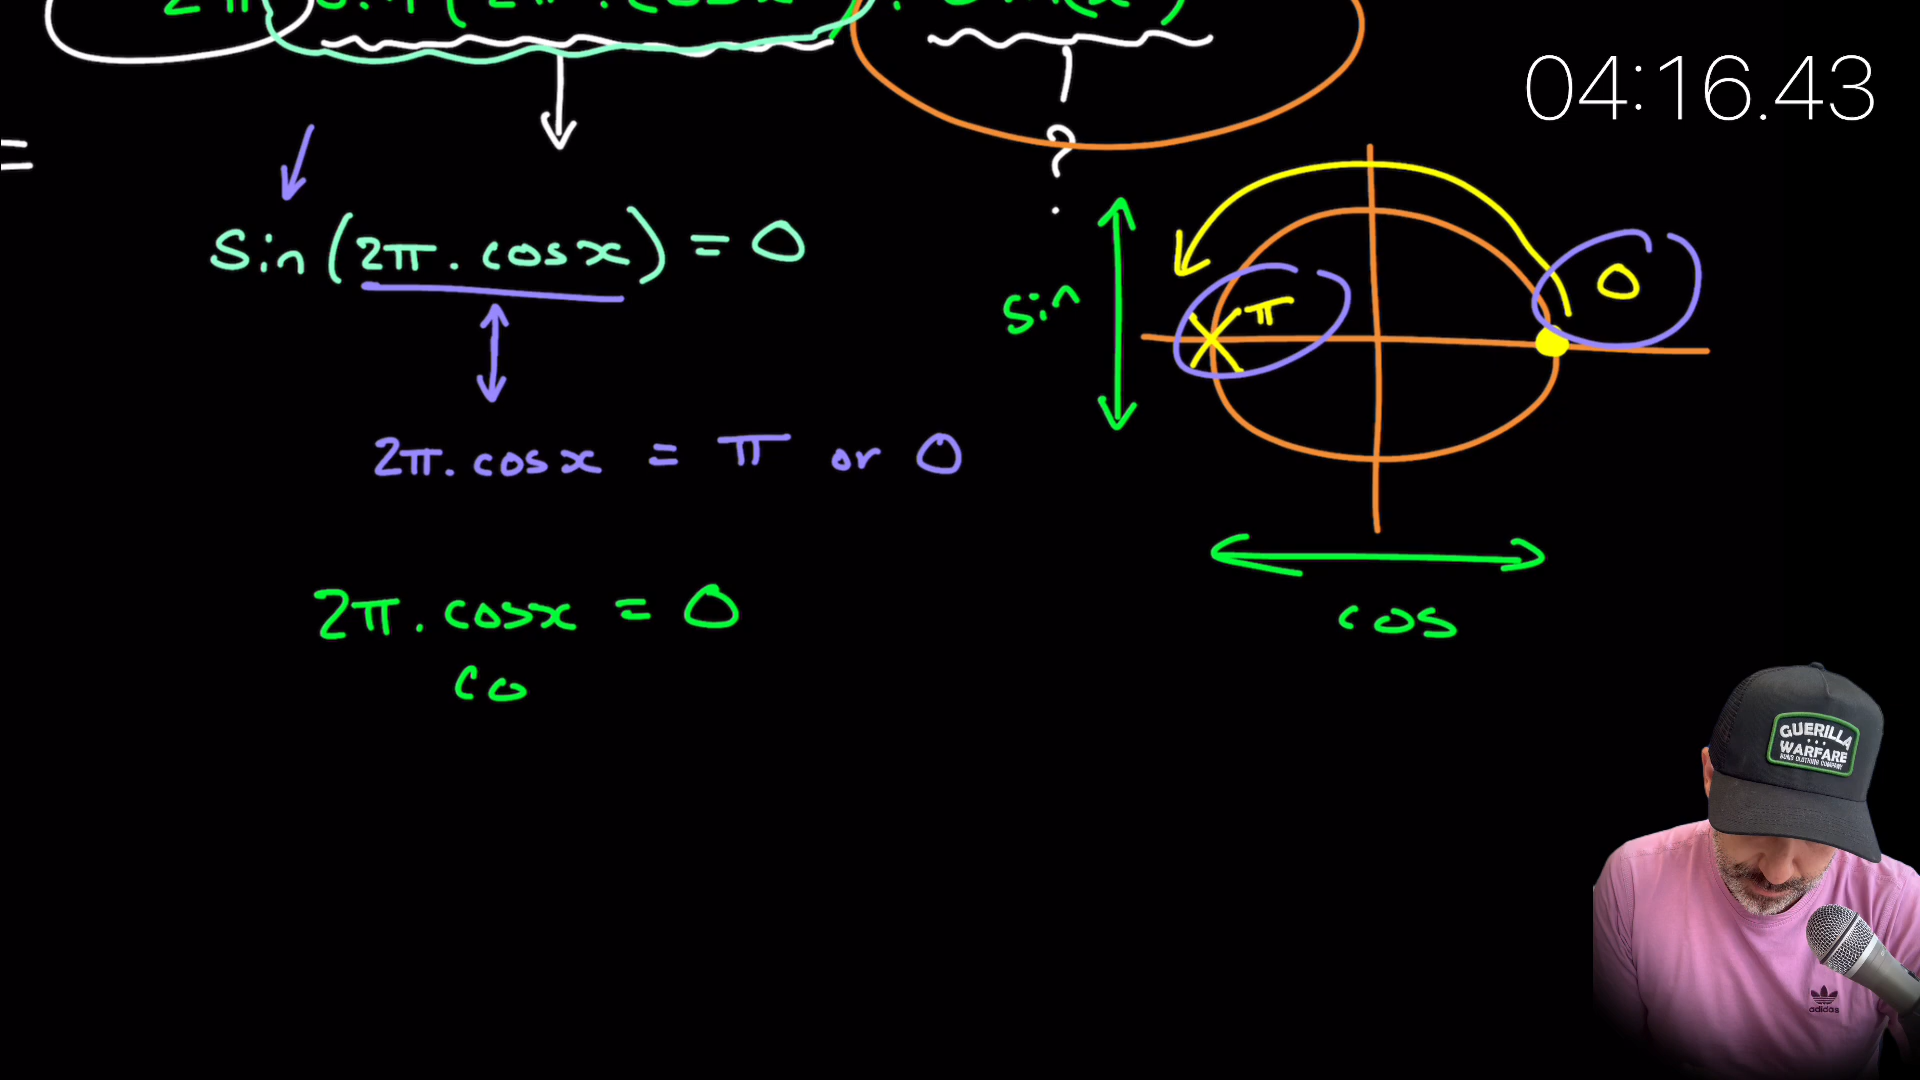 04:16.43
=
?
sin(2π.cosx) = 0
sin
π
0
2π.cosx = π or 0
2π.cosx = 0
cos
co
GUERILLA
WARFARE
adidas